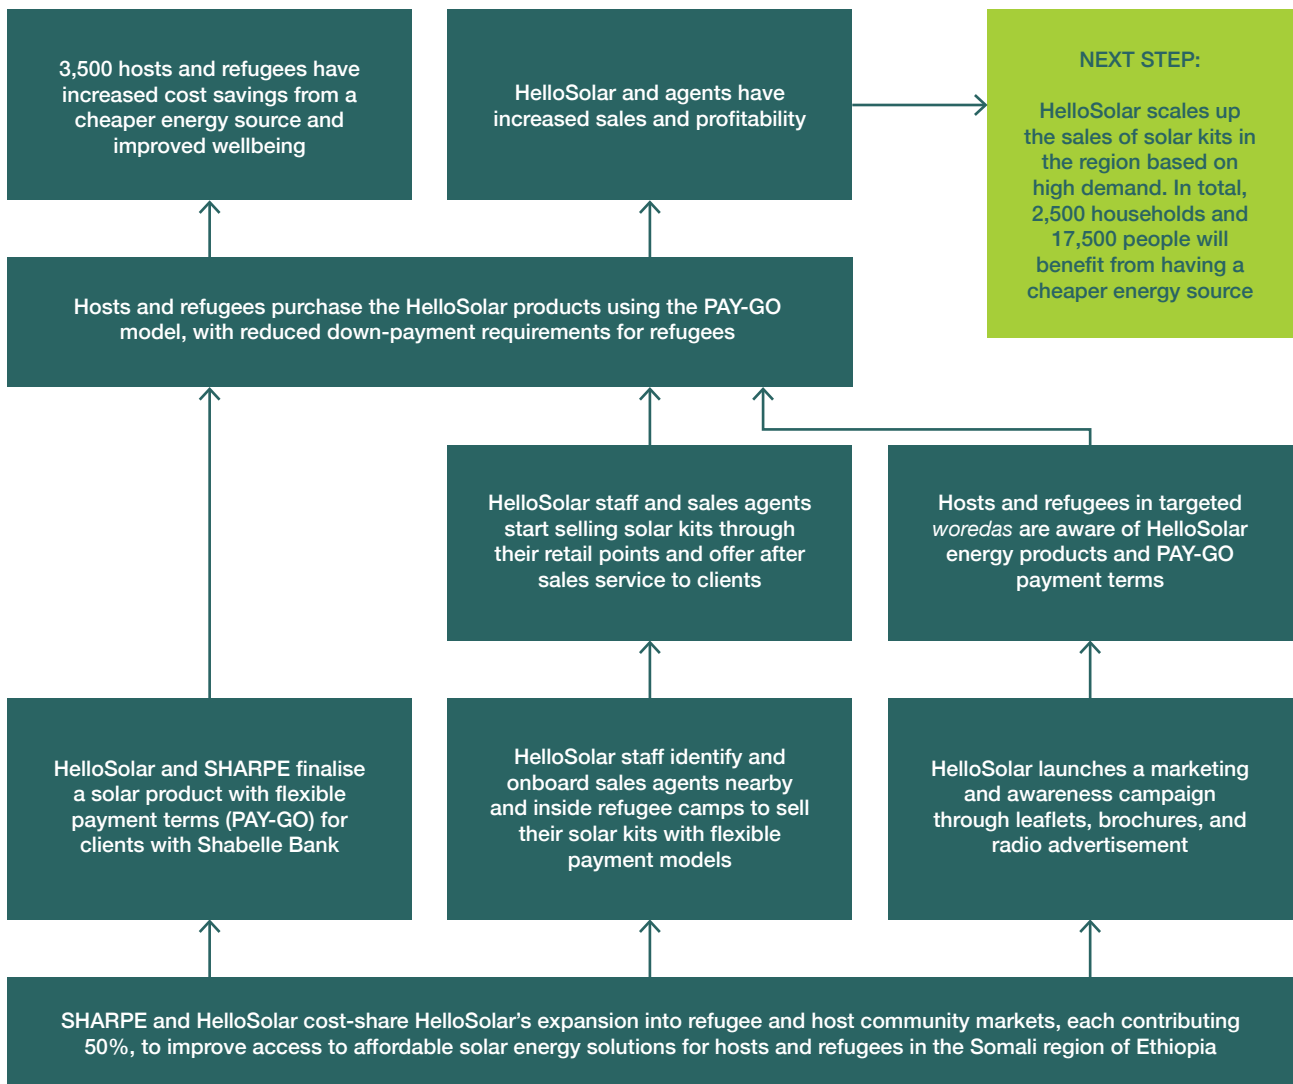 3,500 hosts and refugees have
increased cost savings from a
cheaper energy source and
improved wellbeing
HelloSolar and agents have
increased sales and profitability
NEXT STEP:
HelloSolar scales up
the sales of solar kits in
the region based on
high demand. In total,
2,500 households and
17,500 people will
benefit from having a
cheaper energy source
Hosts and refugees purchase the HelloSolar products using the PAY-GO
model, with reduced down-payment requirements for refugees
HelloSolar staff and sales agents
start selling solar kits through
their retail points and offer after
sales service to clients
Hosts and refugees in targeted
woredas are aware of HelloSolar
energy products and PAY-GO
payment terms
HelloSolar and SHARPE finalise
a solar product with flexible
payment terms (PAY-GO) for
clients with Shabelle Bank
HelloSolar staff identify and
onboard sales agents nearby
and inside refugee camps to sell
their solar kits with flexible
payment models
HelloSolar launches a marketing
and awareness campaign
through leaflets, brochures, and
radio advertisement
SHARPE and HelloSolar cost-share HelloSolar’s expansion into refugee and host community markets, each contributing
50%, to improve access to affordable solar energy solutions for hosts and refugees in the Somali region of Ethiopia